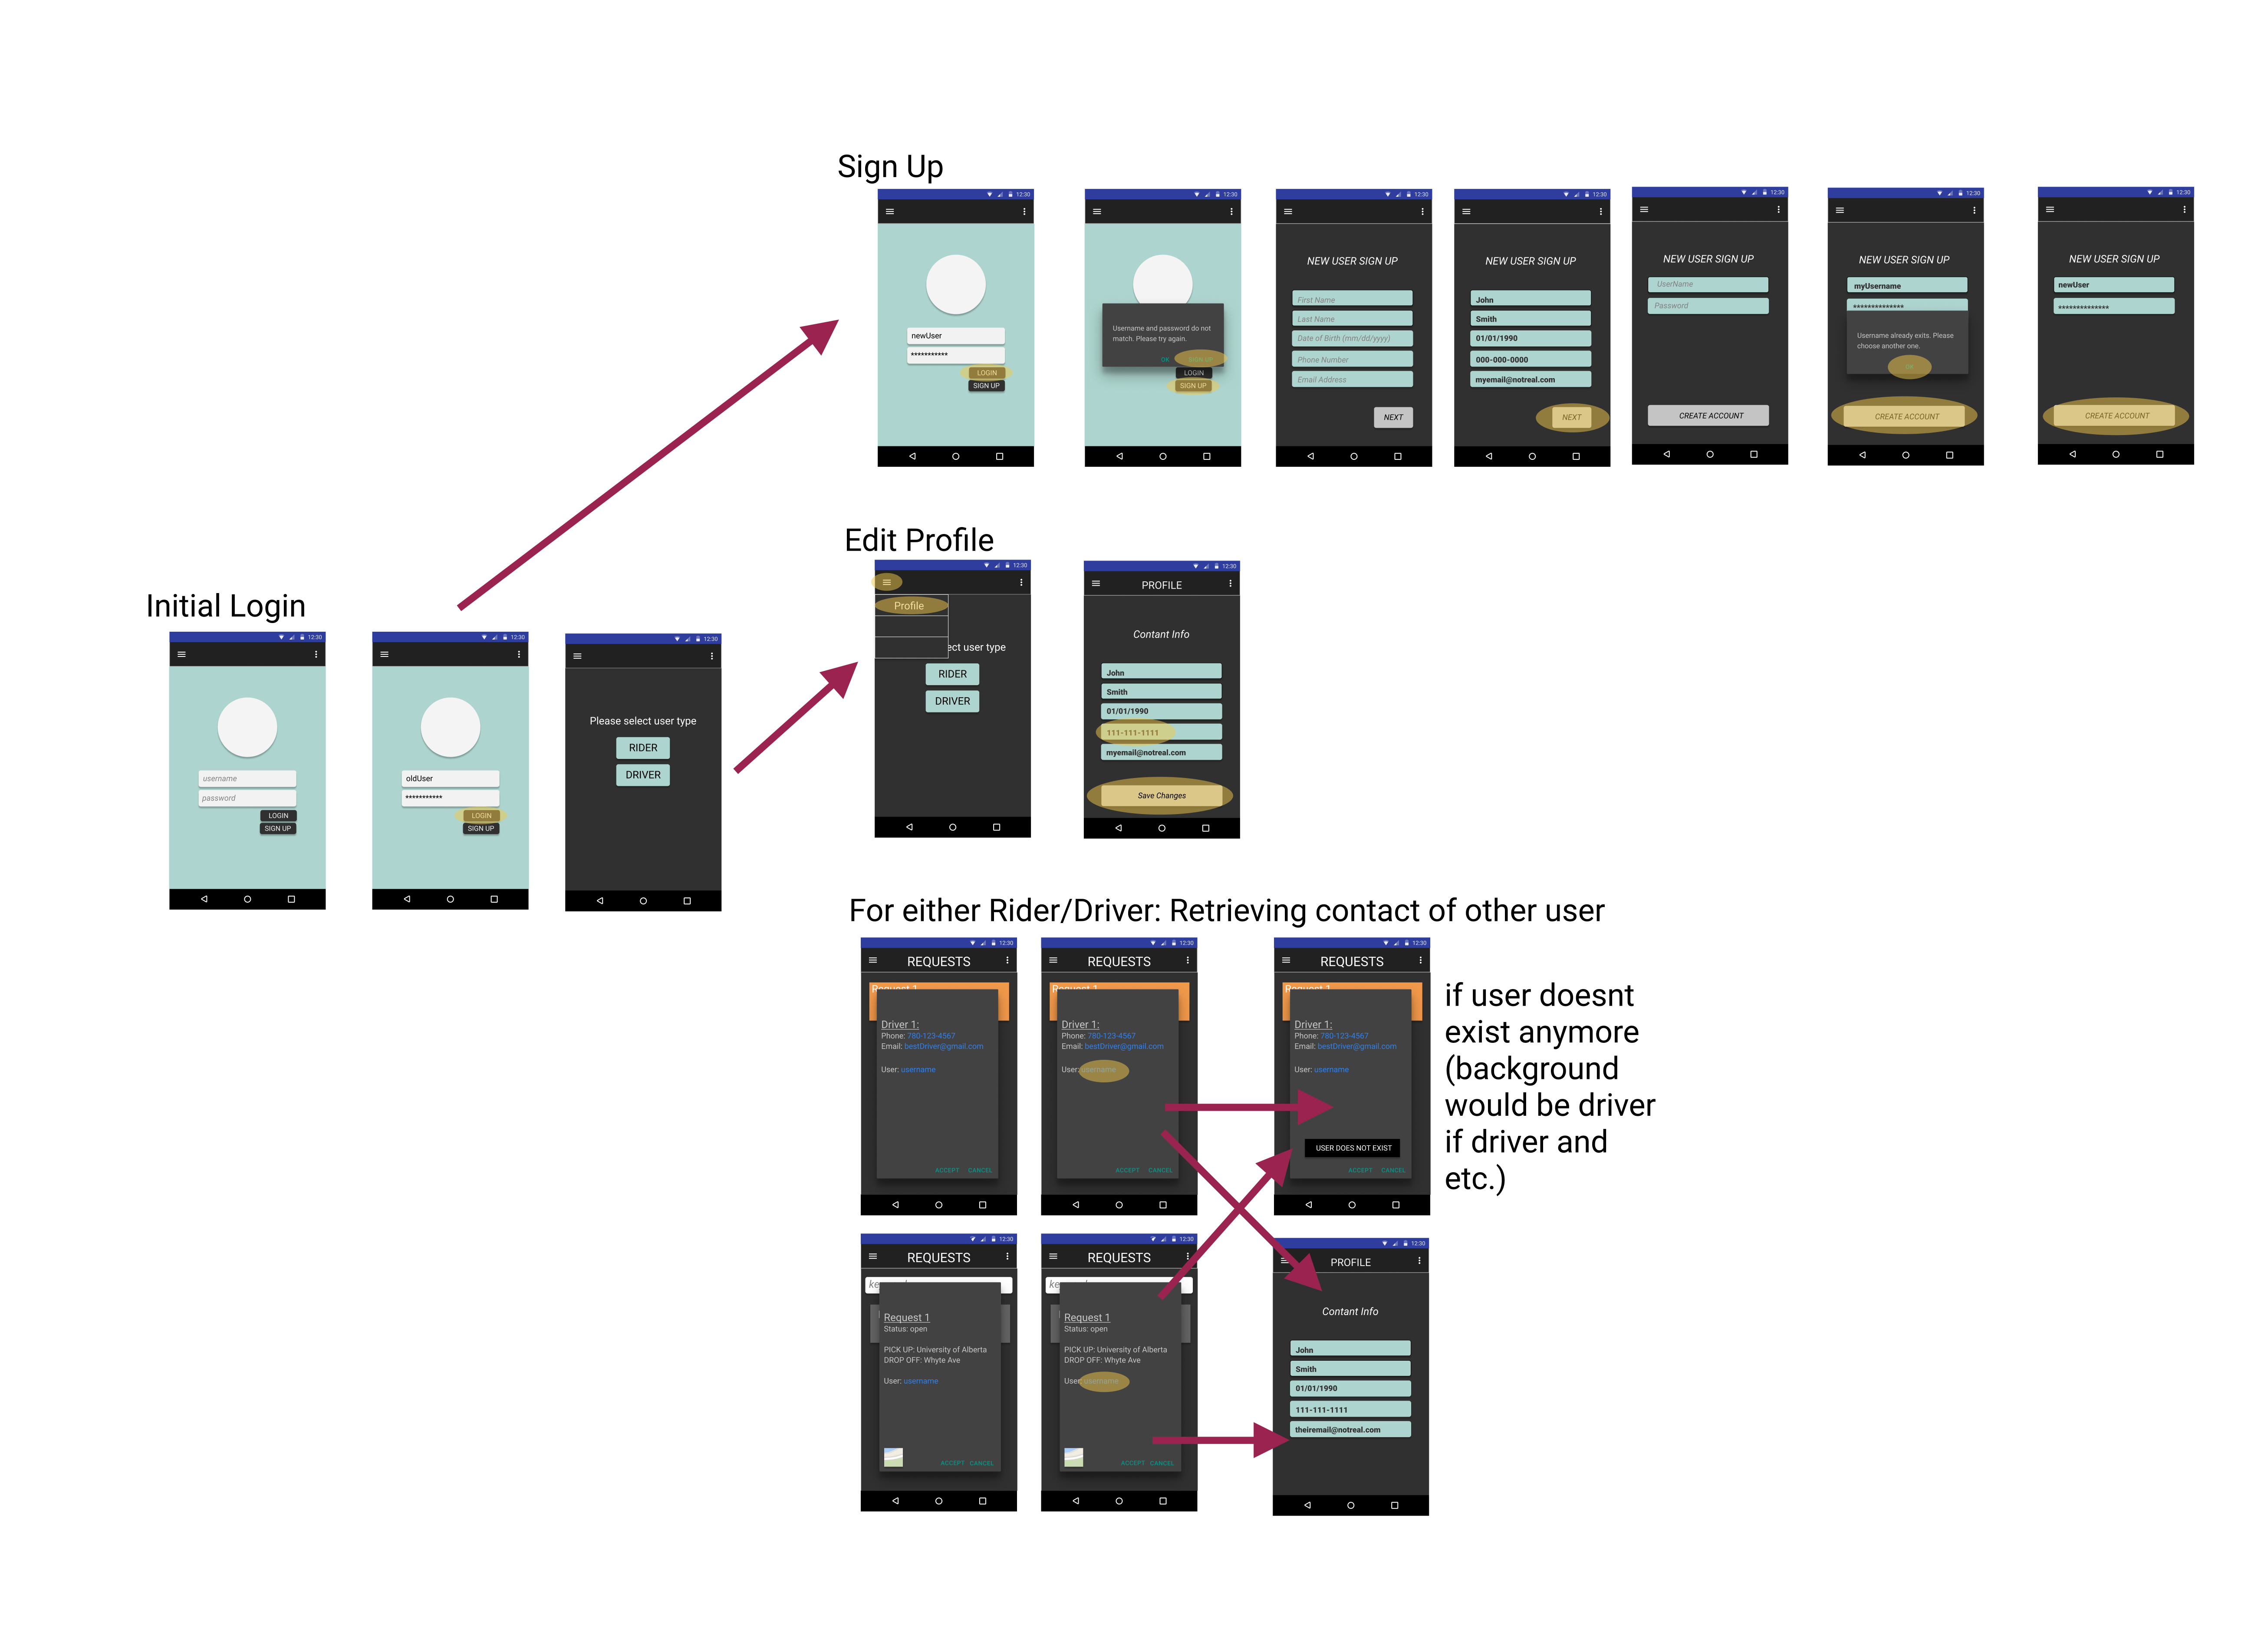 Sign Up
12:30
newUser
***********
LOGIN
SIGN UP
12:30
Username and password do not
match. Please try again.
OK SIGN UP
LOGIN
SIGN UP
12:30
NEW USER SIGN UP
First Name
Last Name
Date of Birth (mm/dd/yyyy)
Phone Number
Email Address
NEXT
12:30
NEW USER SIGN UP
John
Smith
01/01/1990
000-000-0000
myemail@notreal.com
NEXT
12:30
NEW USER SIGN UP
UserName
Password
CREATE ACCOUNT
12:30
NEW USER SIGN UP
myUsername
**************
Username already exits. Please
choose another one.
OK
CREATE ACCOUNT
12:30
NEW USER SIGN UP
newUser
**************
CREATE ACCOUNT
Initial Login
12:30
username
password
LOGIN
SIGN UP
12:30
oldUser
***********
LOGIN
SIGN UP
12:30
Please select user type
RIDER
DRIVER
Edit Profile
12:30
Profile
ect user type
RIDER
DRIVER
12:30
PROFILE
Contant Info
John
Smith
01/01/1990
111-111-1111
myemail@notreal.com
Save Changes
For either Rider/Driver: Retrieving contact of other user
12:30
REQUESTS
Request 1
Driver 1:
Phone: 780-123-4567
Email: bestDriver@gmail.com
User: username
ACCEPT CANCEL
12:30
REQUESTS
Request 1
Driver 1:
Phone: 780-123-4567
Email: bestDriver@gmail.com
User: username
ACCEPT CANCEL
12:30
REQUESTS
Request 1
Driver 1:
Phone: 780-123-4567
Email: bestDriver@gmail.com
User: username
USER DOES NOT EXIST
ACCEPT CANCEL
if user doesnt
exist anymore
(background
would be driver
if driver and
etc.)
12:30
REQUESTS
Request 1
Status: open
PICK UP: University of Alberta
DROP OFF: Whyte Ave
User: username
ACCEPT CANCEL
12:30
REQUESTS
Request 1
Status: open
PICK UP: University of Alberta
DROP OFF: Whyte Ave
User: username
ACCEPT CANCEL
12:30
PROFILE
Contant Info
John
Smith
01/01/1990
111-111-1111
theiremail@notreal.com